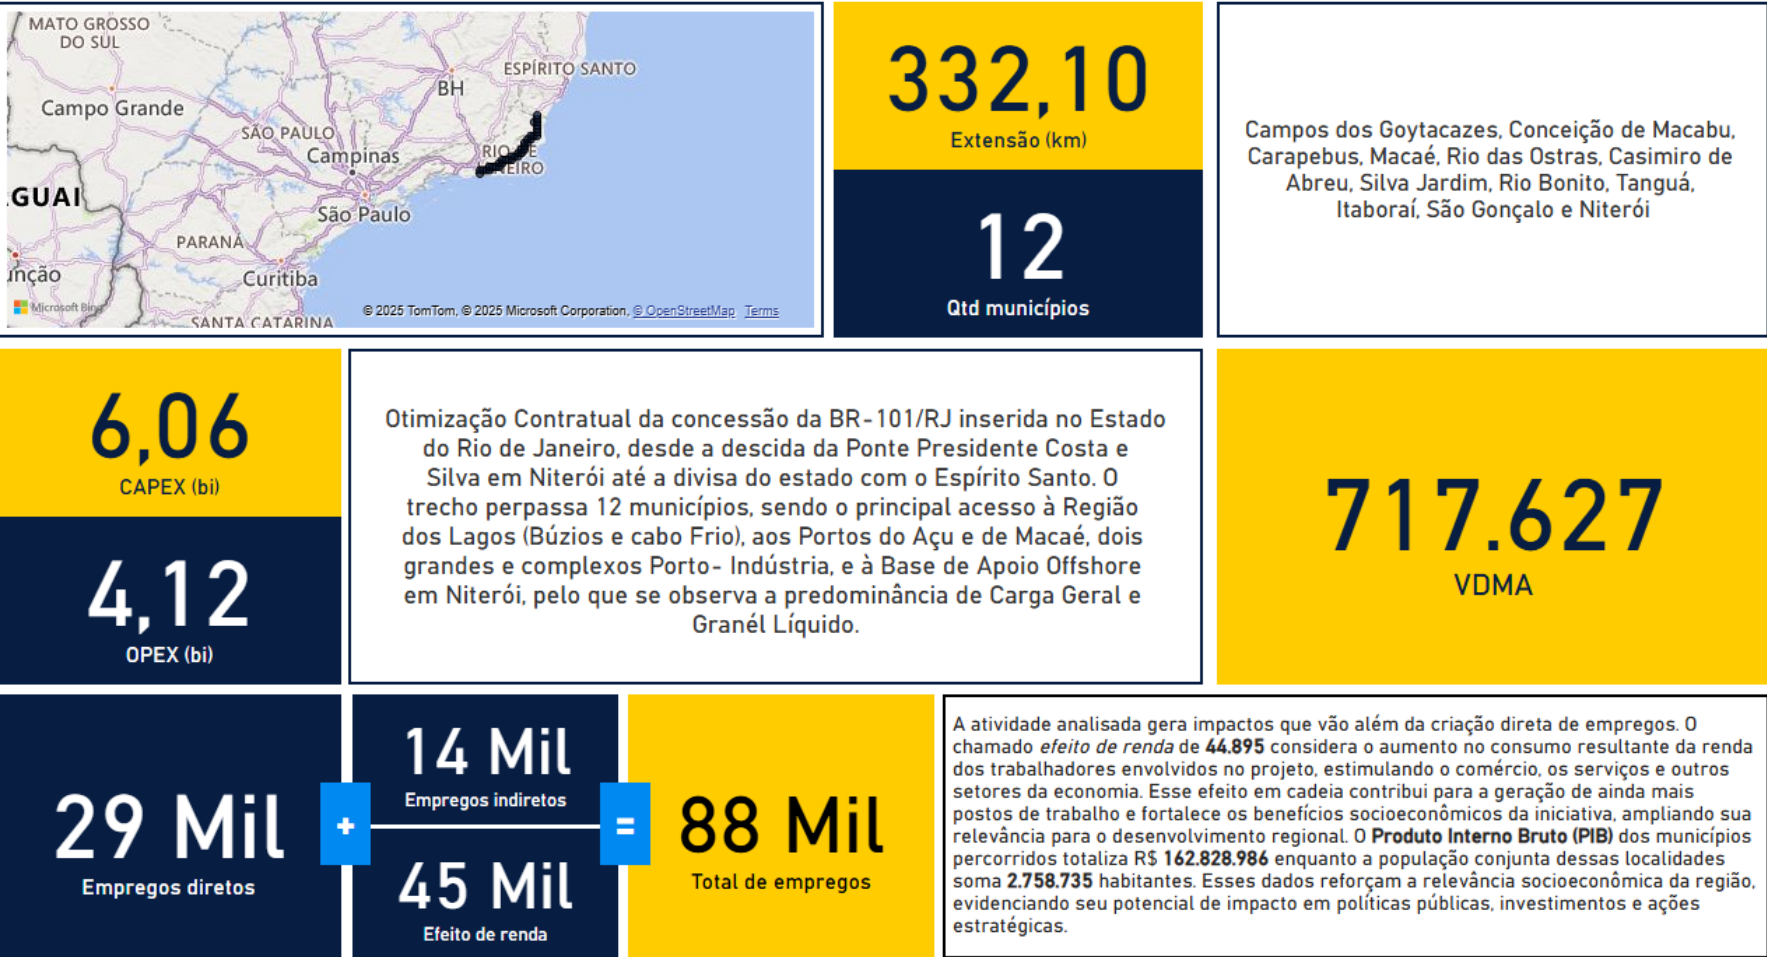 MATO GROSSO
DO SUL
ESPÍRITO SANTO
BH
Campo Grande
SÃO PAULO
Campinas
RIO DE
JANEIRO
GUAI
São Paulo
PARANÁ
unção
Curitiba
Microsoft Bing
SANTA CATARINA
© 2025 TomTom, © 2025 Microsoft Corporation, © OpenStreetMap Terms
332,10
Extensão (km)
12
Qtd municípios
Campos dos Goytacazes, Conceição de Macabu,
Carapebus, Macaé, Rio das Ostras, Casimiro de
Abreu, Silva Jardim, Rio Bonito, Tanguá,
Itaboraí, São Gonçalo e Niterói
6,06
CAPEX (bi)
4,12
OPEX (bi)
Otimização Contratual da concessão da BR-101/RJ inserida no Estado
do Rio de Janeiro, desde a descida da Ponte Presidente Costa e
Silva em Niterói até a divisa do estado com o Espírito Santo. O
trecho perpassa 12 municípios, sendo o principal acesso à Região
dos Lagos (Búzios e cabo Frio), aos Portos do Açu e de Macaé, dois
grandes e complexos Porto- Indústria, e à Base de Apoio Offshore
em Niterói, pelo que se observa a predominância de Carga Geral e
Granél Líquido.
717.627
VDMA
29 Mil
Empregos diretos
+
14 Mil
Empregos indiretos
45 Mil
Efeito de renda
=
88 Mil
Total de empregos
A atividade analisada gera impactos que vão além da criação direta de empregos. O
chamado efeito de renda de 44.895 considera o aumento no consumo resultante da renda
dos trabalhadores envolvidos no projeto, estimulando o comércio, os serviços e outros
setores da economia. Esse efeito em cadeia contribui para a geração de ainda mais
postos de trabalho e fortalece os benefícios socioeconômicos da iniciativa, ampliando sua
relevância para o desenvolvimento regional. O Produto Interno Bruto (PIB) dos municípios
percorridos totaliza R$ 162.828.986 enquanto a população conjunta dessas localidades
soma 2.758.735 habitantes. Esses dados reforçam a relevância socioeconômica da região,
evidenciando seu potencial de impacto em políticas públicas, investimentos e ações
estratégicas.